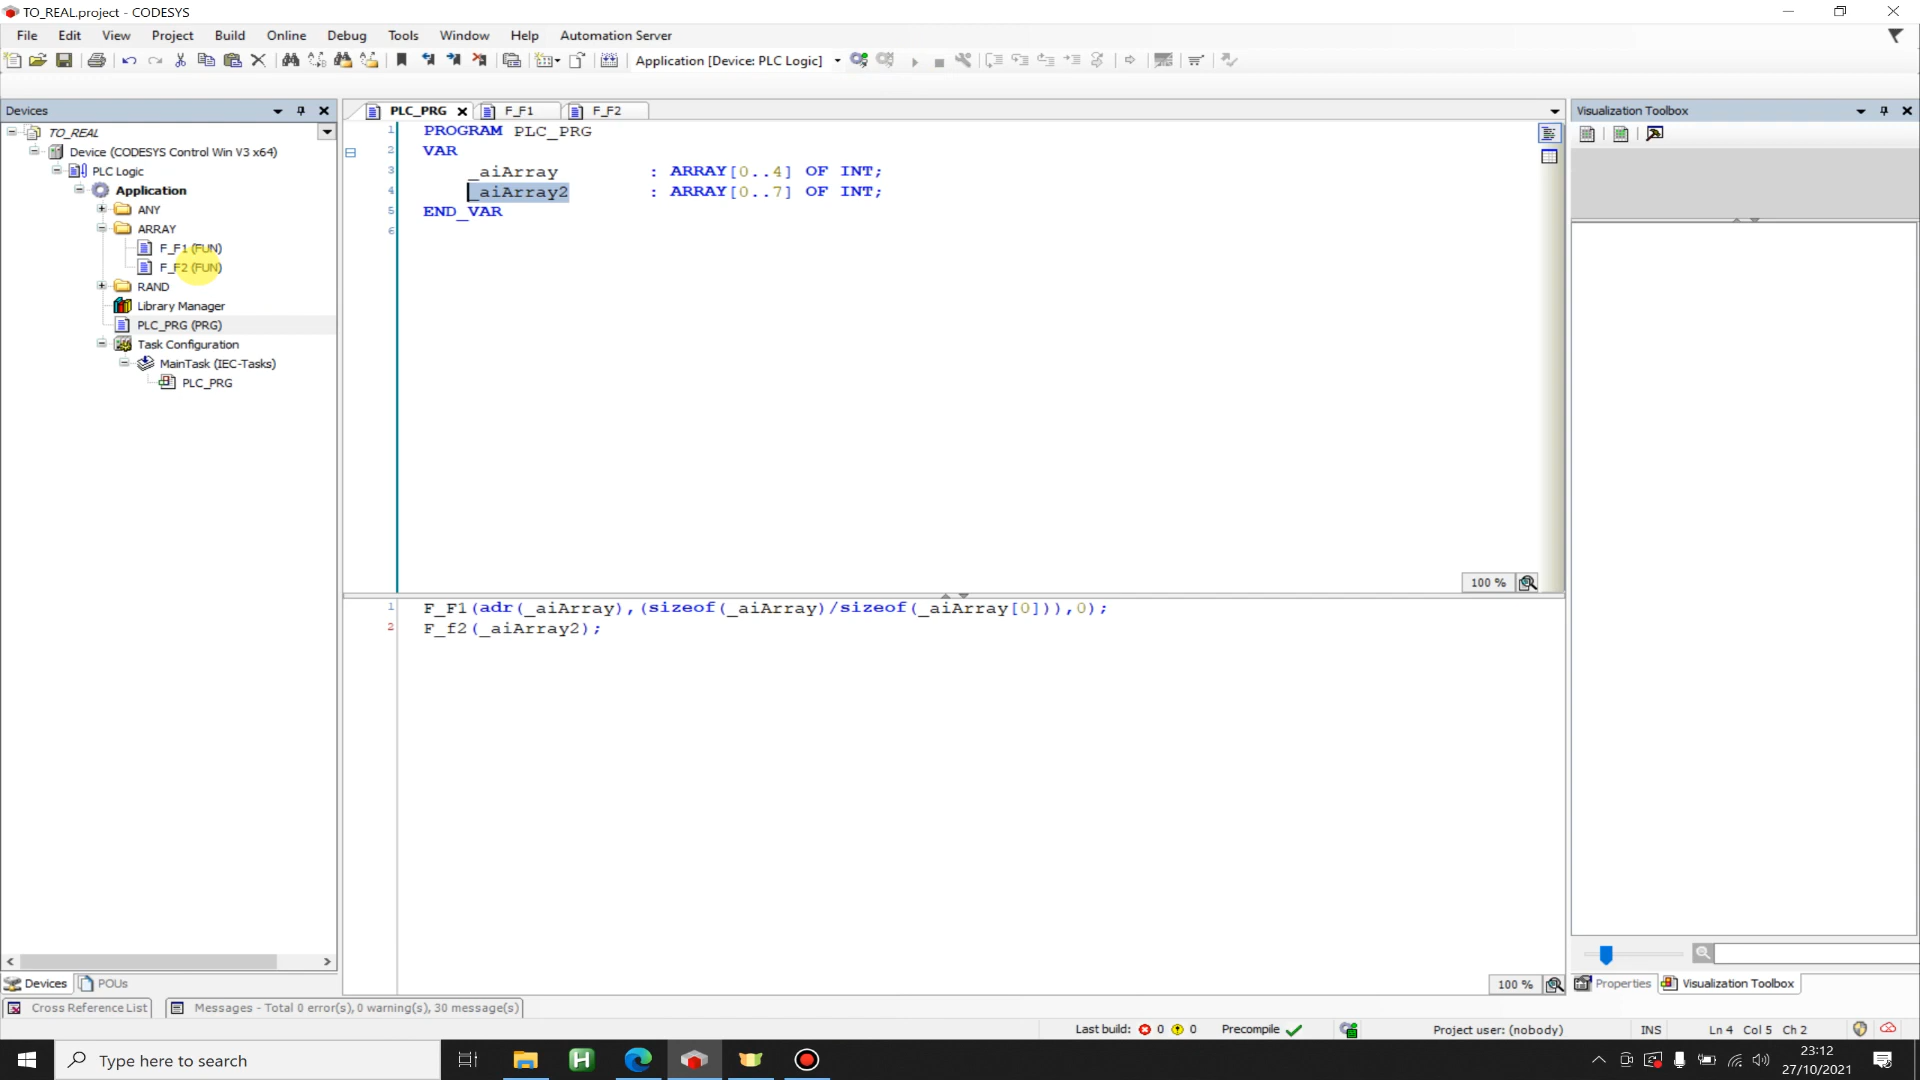 TO_REAL.project - CODESYS
File Edit View Project Build Online Debug Tools Window Help Automation Server
Application [Device: PLC Logic]
Devices
TO_REAL
Device (CODESYS Control Win V3 x64)
PLC Logic
Application
ANY
ARRAY
F_F1 (FUN)
F_F2 (FUN)
RAND
Library Manager
PLC_PRG (PRG)
Task Configuration
MainTask (IEC-Tasks)
PLC_PRG
Devices POUs
PLC_PRG F_F1 F_F2
1 PROGRAM PLC_PRG
2 VAR
3 _aiArray : ARRAY[0..4] OF INT;
4 _aiArray2 : ARRAY[0..7] OF INT;
5 END_VAR
6
100 %
1 F_F1(adr(_aiArray),(sizeof(_aiArray)/sizeof(_aiArray[0])),0);
2 F_f2(_aiArray2);
100 %
Visualization Toolbox
Properties Visualization Toolbox
Cross Reference List Messages - Total 0 error(s), 0 warning(s), 30 message(s)
Last build: 0 0 Precompile Project user: (nobody) INS Ln 4 Col 5 Ch 2
Type here to search
23:12
27/10/2021